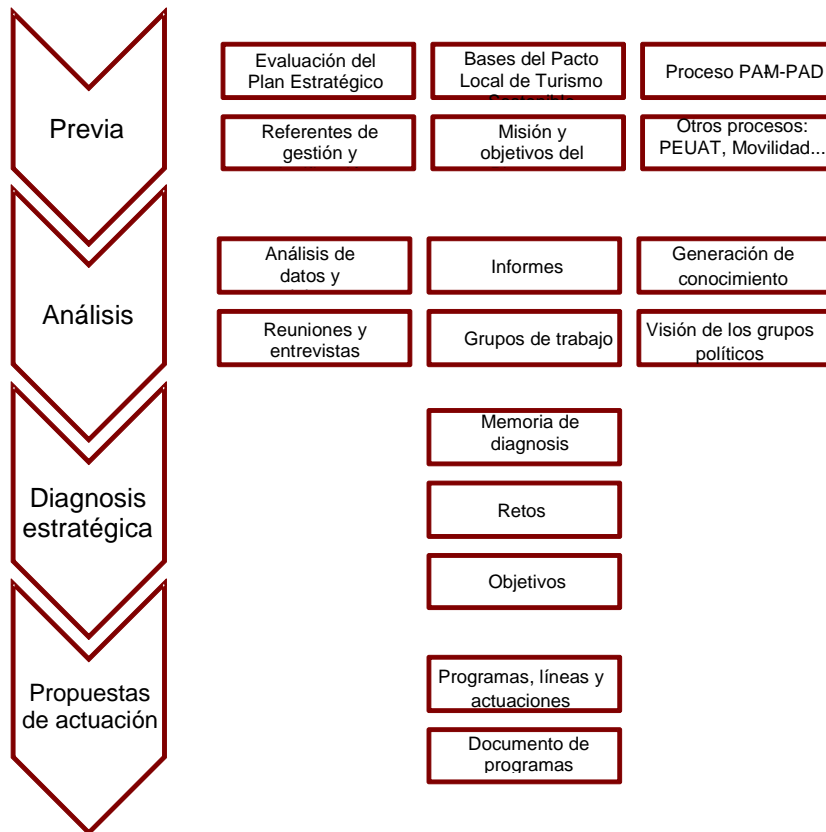 Previa
Evaluación del
Plan Estratégico
Bases del Pacto
Local de Turismo
Sostenible
Proceso PAM-PAD
Referentes de
gestión y
Misión y
objetivos del
Otros procesos:
PEUAT, Movilidad...
Análisis
Análisis de
datos y
Informes
Generación de
conocimiento
Reuniones y
entrevistas
Grupos de trabajo
Visión de los grupos
políticos
Diagnosis
estratégica
Memoria de
diagnosis
Retos
Objetivos
Propuestas
de actuación
Programas, líneas y
actuaciones
Documento de
programas